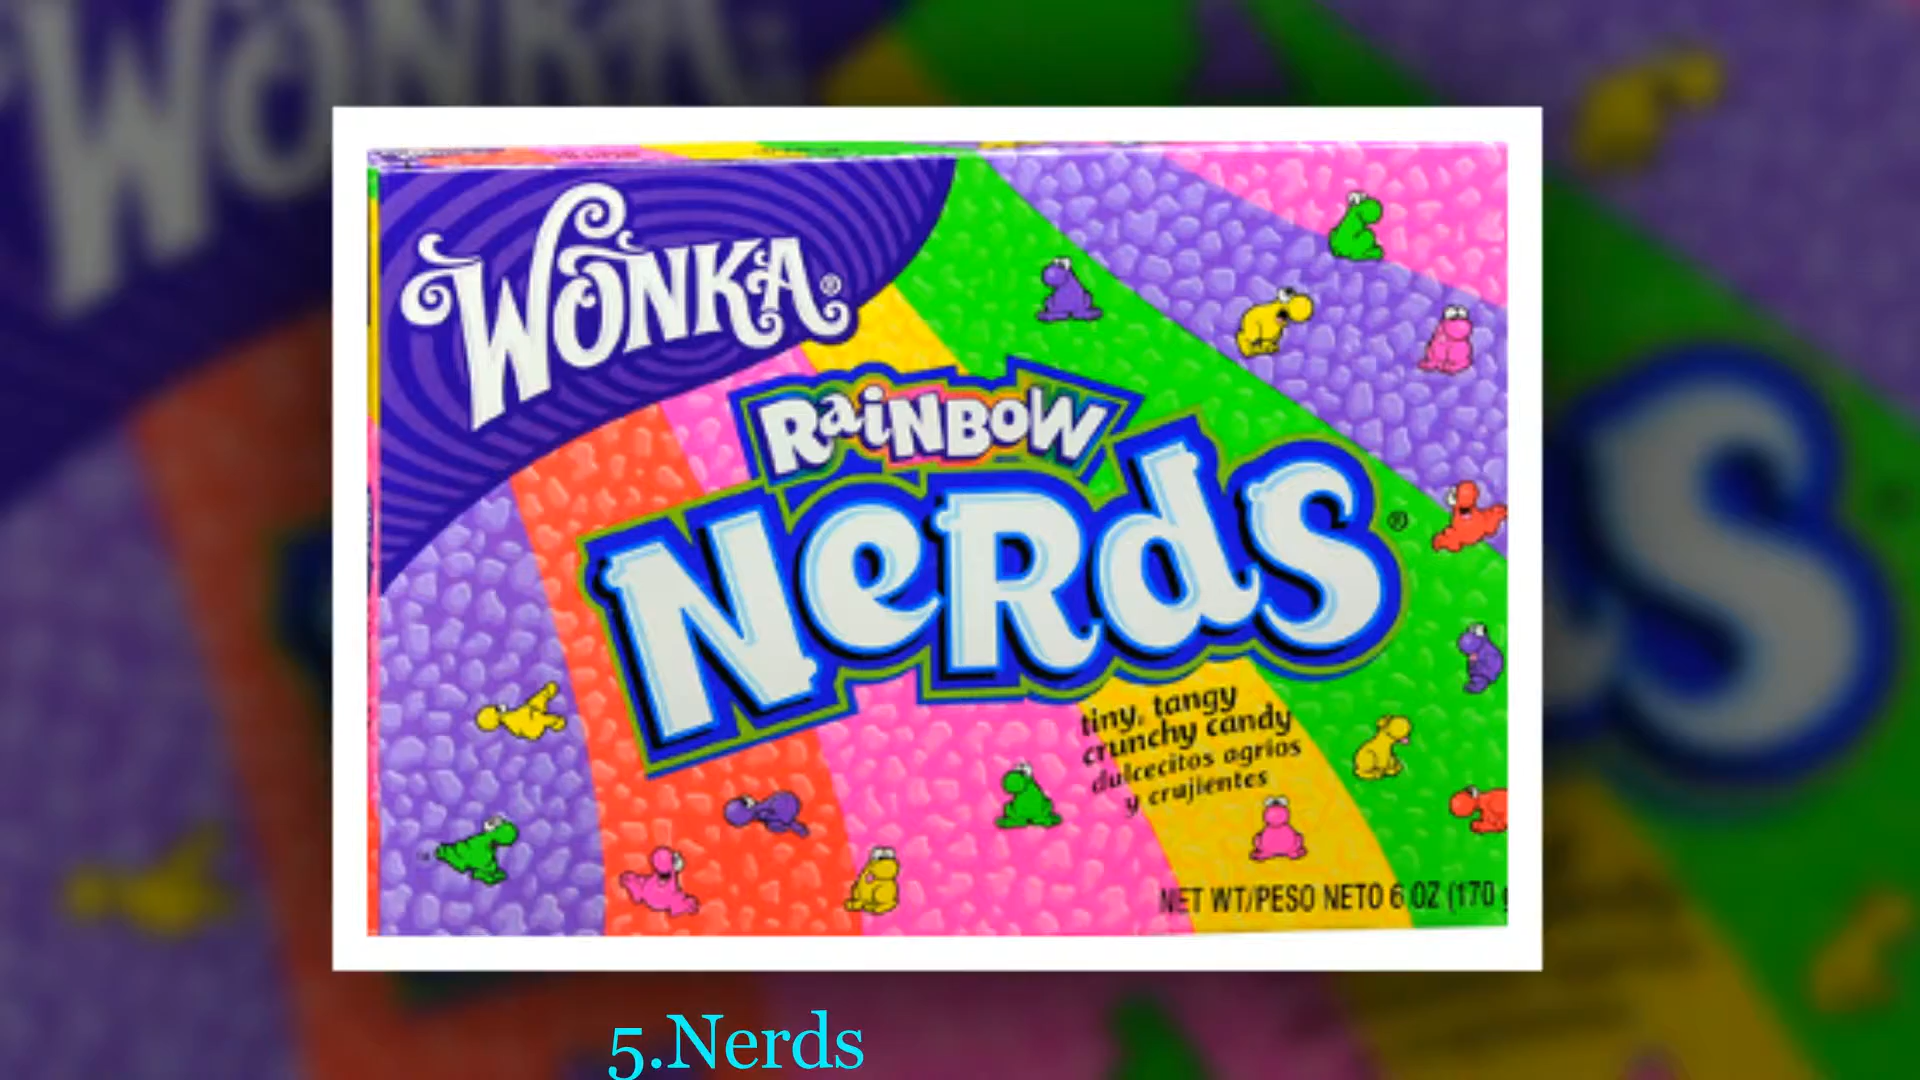 WONKA®
RaiNBoW
NeRdS®
tiny, tangy
crunchy candy
dulcecitos agrios
y crujientes
NET WT/PESO NETO 6 OZ (170 g
5.Nerds